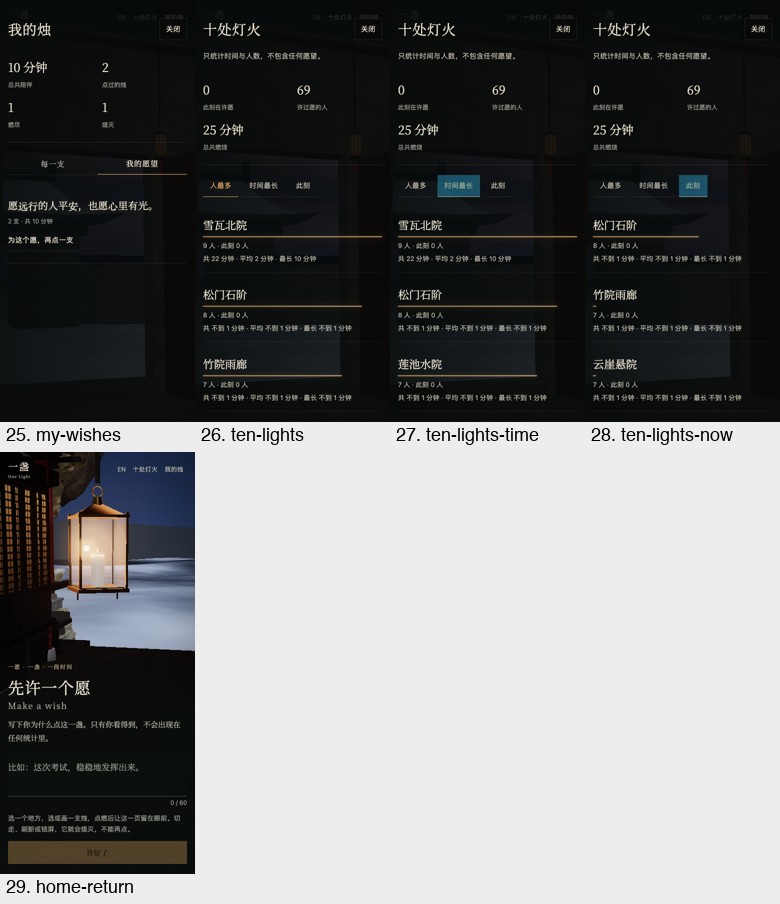 我的烛
关闭
10 分钟
总共陪伴
2
点过的烛
1
燃尽
1
熄灭
每一支
我的愿望
愿远行的人平安，也愿心里有光。
2 支 · 共 10 分钟
为这个愿，再点一支
25. my-wishes
十处灯火
关闭
只统计时间与人数，不包含任何愿望。
0
此刻在许愿
69
许过愿的人
25 分钟
总共燃烧
人最多
时间最长
此刻
雪瓦北院
9 人 · 此刻 0 人
共 22 分钟 · 平均 2 分钟 · 最长 10 分钟
松门石阶
8 人 · 此刻 0 人
共 不到 1 分钟 · 平均 不到 1 分钟 · 最长 不到 1 分钟
竹院雨廊
7 人 · 此刻 0 人
共 不到 1 分钟 · 平均 不到 1 分钟 · 最长 不到 1 分钟
26. ten-lights
十处灯火
关闭
只统计时间与人数，不包含任何愿望。
0
此刻在许愿
69
许过愿的人
25 分钟
总共燃烧
人最多
时间最长
此刻
雪瓦北院
9 人 · 此刻 0 人
共 22 分钟 · 平均 2 分钟 · 最长 10 分钟
松门石阶
8 人 · 此刻 0 人
共 不到 1 分钟 · 平均 不到 1 分钟 · 最长 不到 1 分钟
莲池水院
7 人 · 此刻 0 人
共 不到 1 分钟 · 平均 不到 1 分钟 · 最长 不到 1 分钟
27. ten-lights-time
十处灯火
关闭
只统计时间与人数，不包含任何愿望。
0
此刻在许愿
69
许过愿的人
25 分钟
总共燃烧
人最多
时间最长
此刻
松门石阶
8 人 · 此刻 0 人
共 不到 1 分钟 · 平均 不到 1 分钟 · 最长 不到 1 分钟
竹院雨廊
7 人 · 此刻 0 人
共 不到 1 分钟 · 平均 不到 1 分钟 · 最长 不到 1 分钟
云崖悬院
7 人 · 此刻 0 人
共 不到 1 分钟 · 平均 不到 1 分钟 · 最长 不到 1 分钟
28. ten-lights-now
一盏
One Light
EN 十处灯火 我的烛
一愿 · 一盏 · 一段时间
先许一个愿
Make a wish
写下你为什么点这一盏。只有你看得到，不会出现在
任何统计里。
比如：这次考试，稳稳地发挥出来。
0 / 60
选一个地方，选或画一支烛，点燃后让这一页留在眼前。切
走、刷新或锁屏，它就会熄灭，不能再点。
许好了
29. home-return